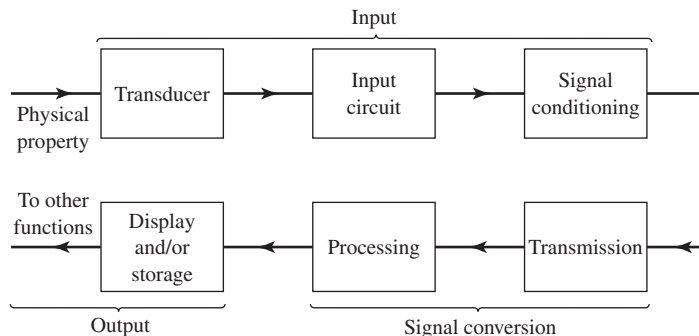 Input
Transducer
Input
circuit
Signal
conditioning
Physical
property
To other
functions
Display
and/or
storage
Processing
Transmission
Output
Signal conversion